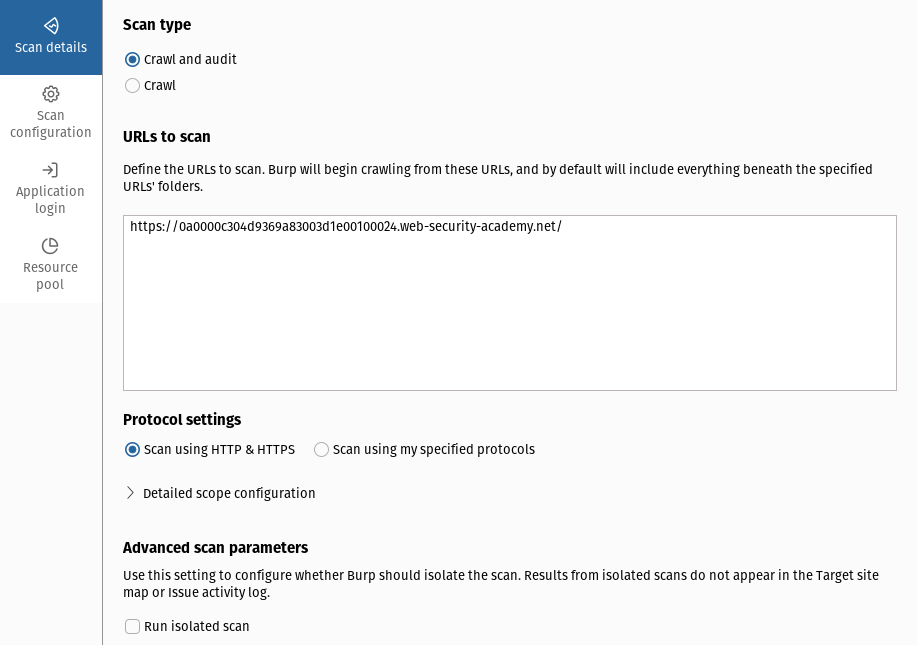 Scan details
Scan
configuration
Application
login
Resource
pool
Scan type
Crawl and audit
Crawl
URLs to scan
Define the URLs to scan. Burp will begin crawling from these URLs, and by default will include everything beneath the specified
URLs' folders.
https://0a0000c304d9369a83003d1e00100024.web-security-academy.net/
Protocol settings
Scan using HTTP & HTTPS Scan using my specified protocols
Detailed scope configuration
Advanced scan parameters
Use this setting to configure whether Burp should isolate the scan. Results from isolated scans do not appear in the Target site
map or Issue activity log.
Run isolated scan